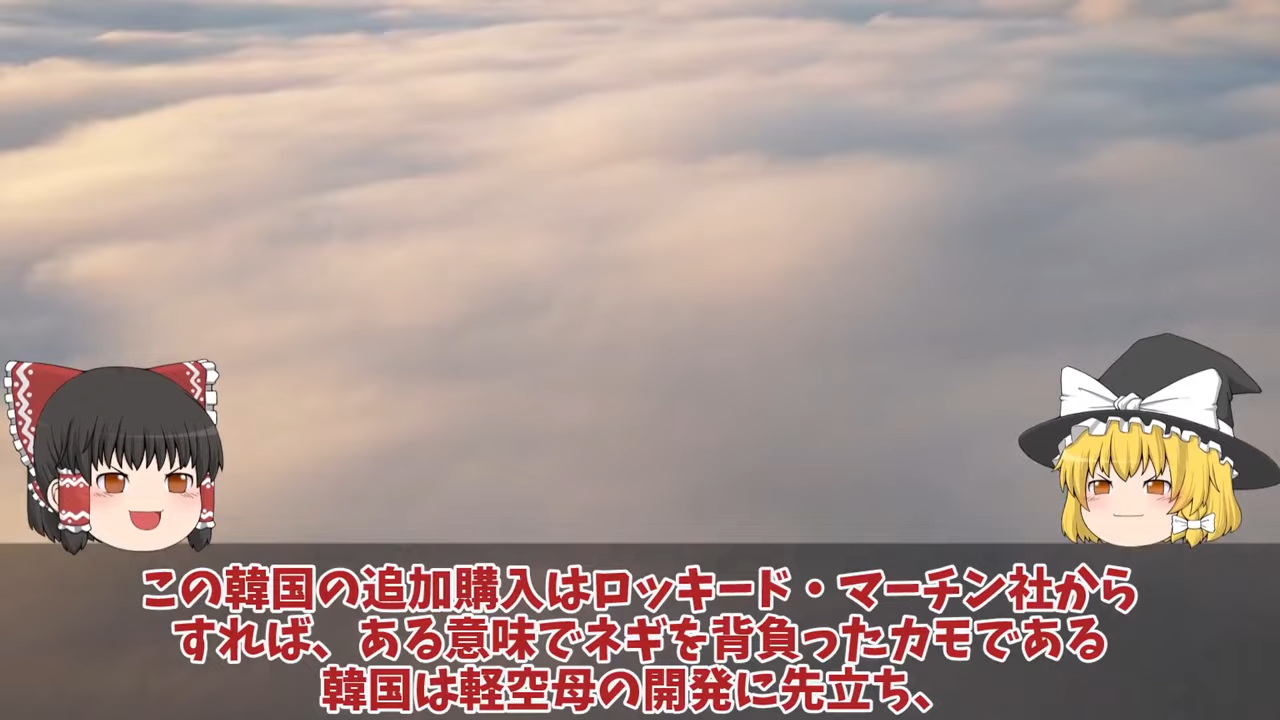 この韓国の追加購入はロッキード・マーチン社から
すれば、ある意味でネギを背負ったカモである
韓国は軽空母の開発に先立ち、